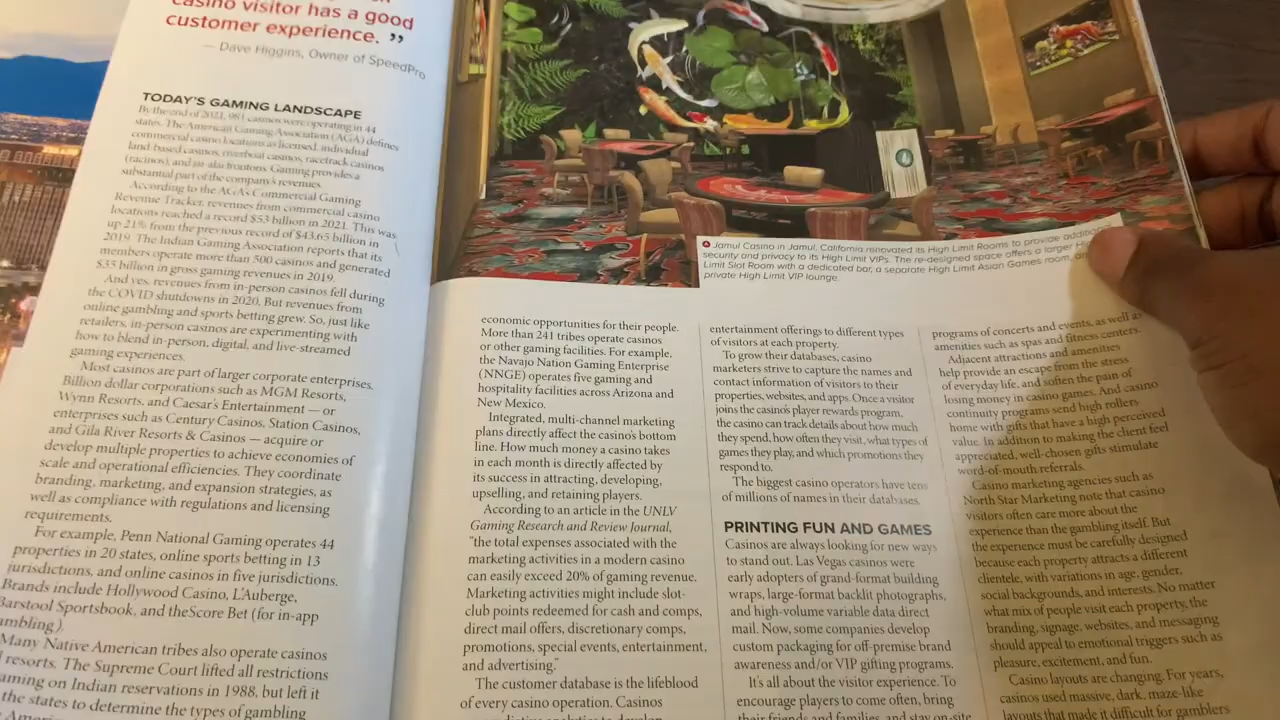 casino visitor has a good
customer experience. ”
— Dave Higgins, Owner of SpeedPro
TODAY'S GAMING LANDSCAPE
By the end of 2021, 981 casinos were operating in 44
states. The American Gaming Association (AGA) defines
commercial casino locations as licensed, individual
land-based casinos, riverboat casinos, racetrack casinos
(racinos), and jai alai frontons. Gaming provides a
substantial part of the company's revenues.
According to the AGA's Commercial Gaming
Revenue Tracker, revenues from commercial casino
locations reached a record $53 billion in 2021. This was
up 21% from the previous record of $43.65 billion in
2019. The Indian Gaming Association reports that its
members operate more than 500 casinos and generated
$35 billion in gross gaming revenues in 2019.
And yes, revenues from in-person casinos fell during
the COVID shutdowns in 2020. But revenues from
online gambling and sports betting grew. So, just like
retailers, in-person casinos are experimenting with
how to blend in-person, digital, and live-streamed
gaming experiences.
Most casinos are part of larger corporate enterprises.
Billion dollar corporations such as MGM Resorts,
Wynn Resorts, and Caesar's Entertainment — or
enterprises such as Century Casinos, Station Casinos,
and Gila River Resorts & Casinos — acquire or
develop multiple properties to achieve economies of
scale and operational efficiencies. They coordinate
branding, marketing, and expansion strategies, as
well as compliance with regulations and licensing
requirements.
For example, Penn National Gaming operates 44
properties in 20 states, online sports betting in 13
jurisdictions, and online casinos in five jurisdictions.
Brands include Hollywood Casino, L'Auberge,
Barstool Sportsbook, and theScore Bet (for in-app
ambling).
Many Native American tribes also operate casinos
resorts. The Supreme Court lifted all restrictions
aming on Indian reservations in 1988, but left it
the states to determine the types of gambling
A Jamul Casino in Jamul, California renovated its High Limit Rooms to provide additional
security and privacy to its High Limit VIPs. The re-designed space offers a larger Hi
Limit Slot Room with a dedicated bar, a separate High Limit Asian Games room, an
private High Limit VIP lounge.
economic opportunities for their people.
More than 241 tribes operate casinos
or other gaming facilities. For example,
the Navajo Nation Gaming Enterprise
(NNGE) operates five gaming and
hospitality facilities across Arizona and
New Mexico.
Integrated, multi-channel marketing
plans directly affect the casino's bottom
line. How much money a casino takes
in each month is directly affected by
its success in attracting, developing,
upselling, and retaining players.
According to an article in the UNLV
Gaming Research and Review Journal,
"the total expenses associated with the
marketing activities in a modern casino
can easily exceed 20% of gaming revenue.
Marketing activities might include slot-
club points redeemed for cash and comps,
direct mail offers, discretionary comps,
promotions, special events, entertainment,
and advertising."
The customer database is the lifeblood
of every casino operation. Casinos
entertainment offerings to different types
of visitors at each property.
To grow their databases, casino
marketers strive to capture the names and
contact information of visitors to their
properties, websites, and apps. Once a visitor
joins the casino's player rewards program,
the casino can track details about how much
they spend, how often they visit, what types of
games they play, and which promotions they
respond to.
The biggest casino operators have tens
of millions of names in their databases.
PRINTING FUN AND GAMES
Casinos are always looking for new ways
to stand out. Las Vegas casinos were
early adopters of grand-format building
wraps, large-format backlit photographs,
and high-volume variable data direct
mail. Now, some companies develop
custom packaging for off-premise brand
awareness and/or VIP gifting programs.
It's all about the visitor experience. To
encourage players to come often, bring
their friends and families, and stay on-site
programs of concerts and events, as well as
amenities such as spas and fitness centers.
Adjacent attractions and amenities
help provide an escape from the stress
of everyday life, and soften the pain of
losing money in casino games. And casino
continuity programs send high rollers
home with gifts that have a high perceived
value. In addition to making the client feel
appreciated, well-chosen gifts stimulate
word-of-mouth referrals.
Casino marketing agencies such as
North Star Marketing note that casino
visitors often care more about the
experience than the gambling itself. But
the experience must be carefully designed
because each property attracts a different
clientele, with variations in age, gender,
social backgrounds, and interests. No matter
what mix of people visit each property, the
branding, signage, websites, and messaging
should appeal to emotional triggers such as
pleasure, excitement, and fun.
Casino layouts are changing. For years,
casinos used massive, dark, maze-like
layouts that made it difficult for gamblers